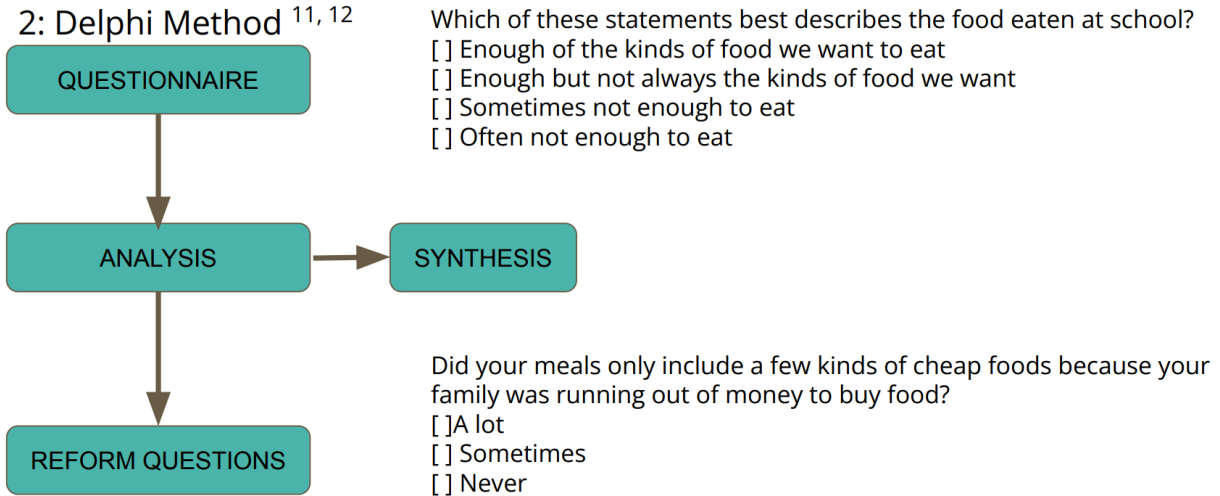 2: Delphi Method 11, 12
QUESTIONNAIRE
Which of these statements best describes the food eaten at school?
[ ] Enough of the kinds of food we want to eat
[ ] Enough but not always the kinds of food we want
[ ] Sometimes not enough to eat
[ ] Often not enough to eat
ANALYSIS
SYNTHESIS
REFORM QUESTIONS
Did your meals only include a few kinds of cheap foods because your
family was running out of money to buy food?
[ ]A lot
[ ] Sometimes
[ ] Never